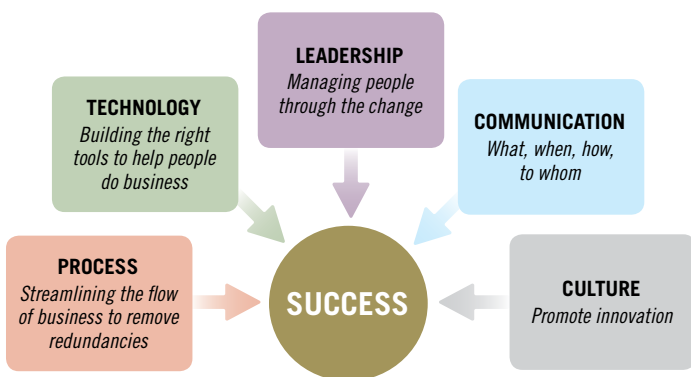 LEADERSHIP
Managing people
through the change
TECHNOLOGY
Building the right
tools to help people
do business
COMMUNICATION
What, when, how,
to whom
PROCESS
Streamlining the flow
of business to remove
redundancies
SUCCESS
CULTURE
Promote innovation